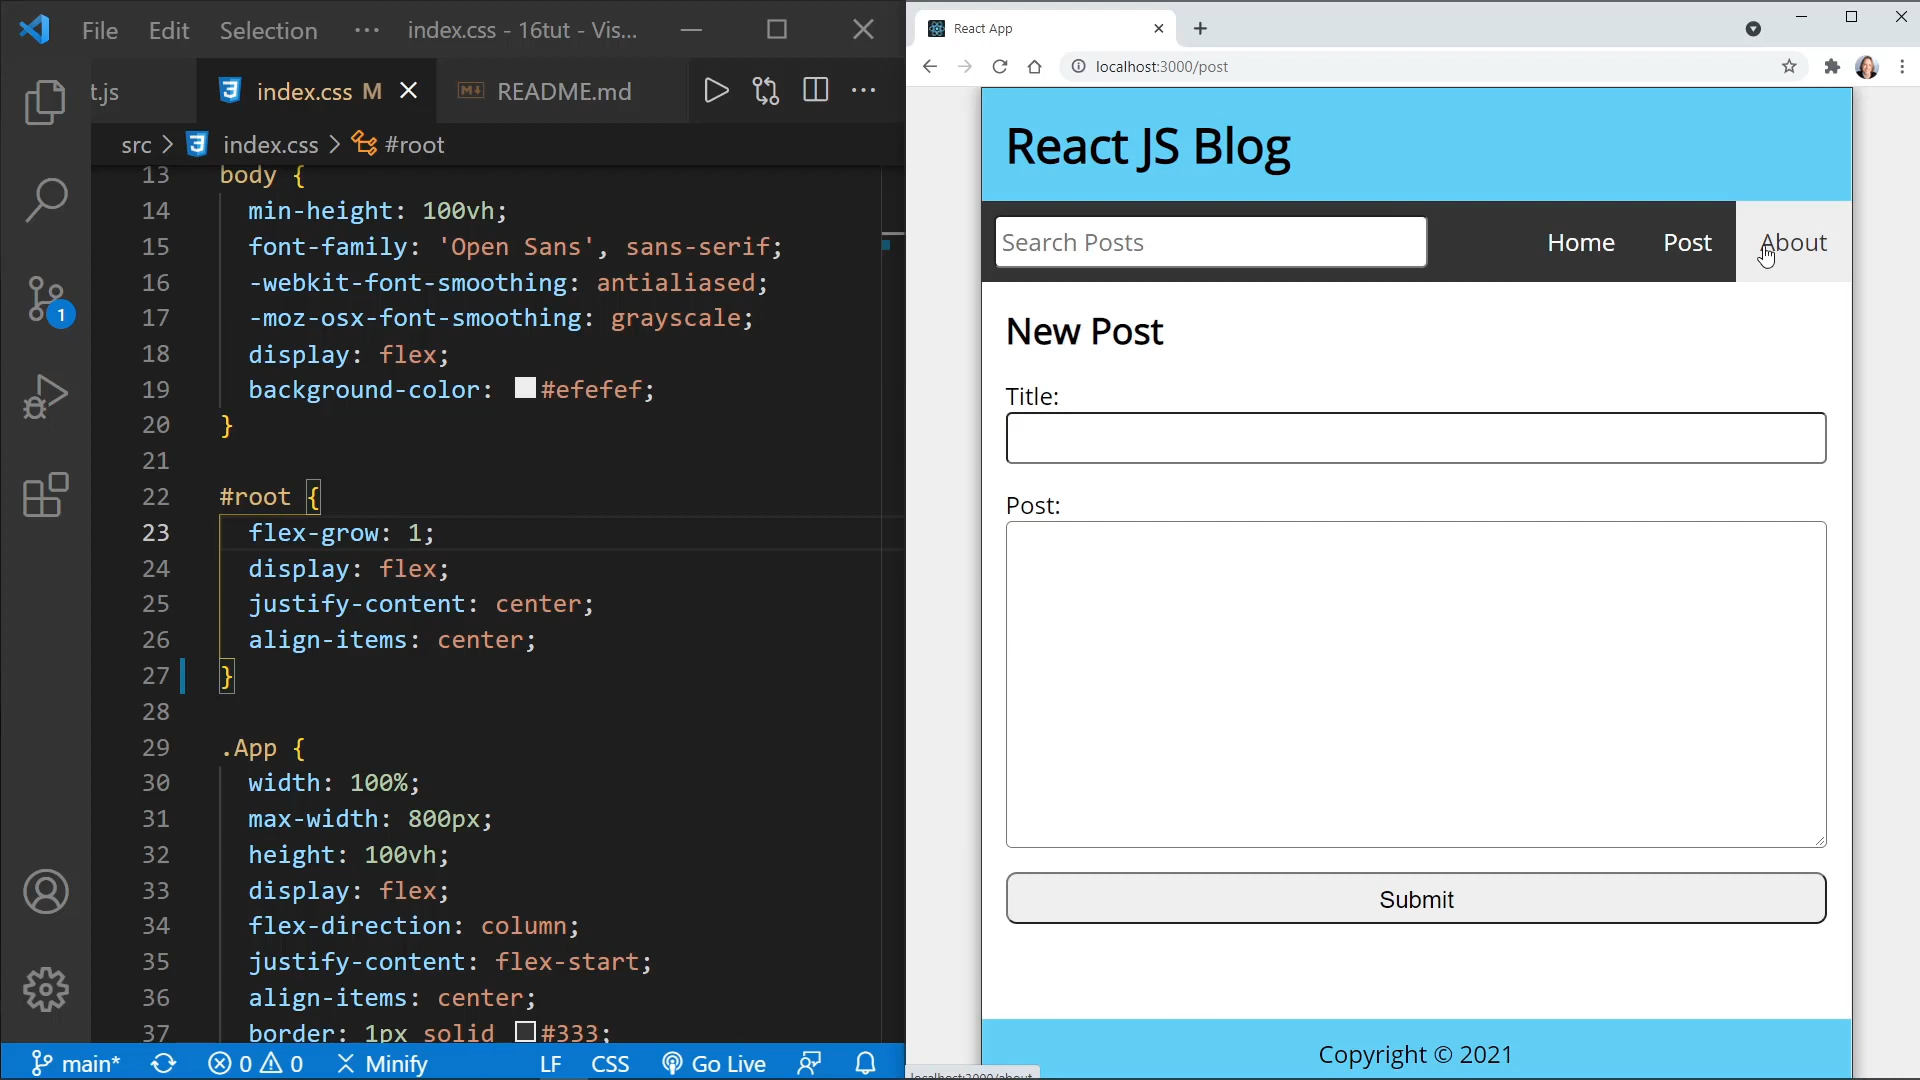 File Edit Selection ··· index.css - 16tut - Vis...
t.js index.css M README.md
src > index.css > #root
13 body {
14 min-height: 100vh;
15 font-family: 'Open Sans', sans-serif;
16 -webkit-font-smoothing: antialiased;
17 -moz-osx-font-smoothing: grayscale;
18 display: flex;
19 background-color: #efefef;
20 }
21
22 #root {
23 flex-grow: 1;
24 display: flex;
25 justify-content: center;
26 align-items: center;
27 }
28
29 .App {
30 width: 100%;
31 max-width: 800px;
32 height: 100vh;
33 display: flex;
34 flex-direction: column;
35 justify-content: flex-start;
36 align-items: center;
37 border: 1px solid #333;
1
main* 0 0 Minify LF CSS Go Live
React App
localhost:3000/post
React JS Blog
Search Posts Home Post About
New Post
Title:
Post:
Submit
Copyright © 2021
localhost:3000/about